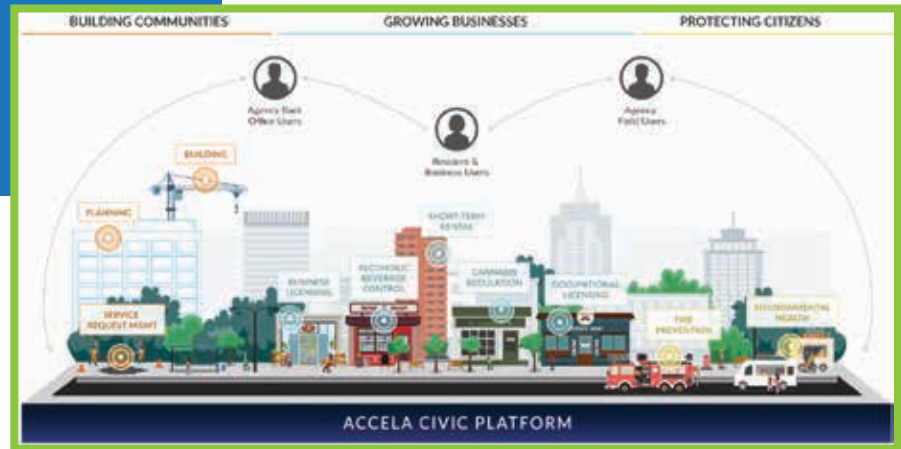 BUILDING COMMUNITIES
GROWING BUSINESSES
PROTECTING CITIZENS
Agency Back
Office Users
Agency
Field Users
Resident &
Business Users
BUILDING
PLANNING
SHORT-TERM
RENTAL
BUSINESS
LICENSING
ALCOHOLIC
BEVERAGE
CONTROL
CANNABIS
REGULATION
OCCUPATIONAL
LICENSING
SERVICE
REQUEST MGMT
FIRE
PREVENTION
ENVIRONMENTAL
HEALTH
ACCELA CIVIC PLATFORM